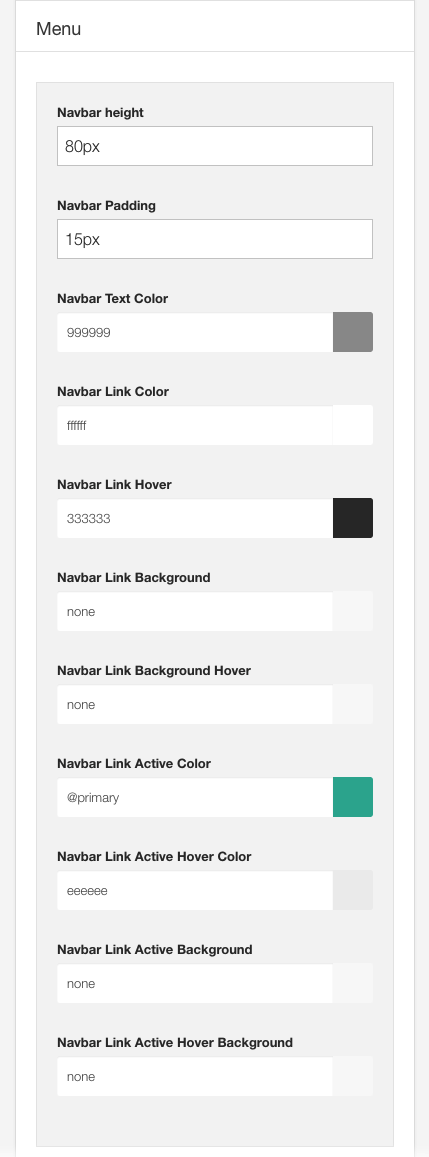 Menu
Navbar height
80px
Navbar Padding
15px
Navbar Text Color
999999
Navbar Link Color
ffffff
Navbar Link Hover
333333
Navbar Link Background
none
Navbar Link Background Hover
none
Navbar Link Active Color
@primary
Navbar Link Active Hover Color
eeeeee
Navbar Link Active Background
none
Navbar Link Active Hover Background
none